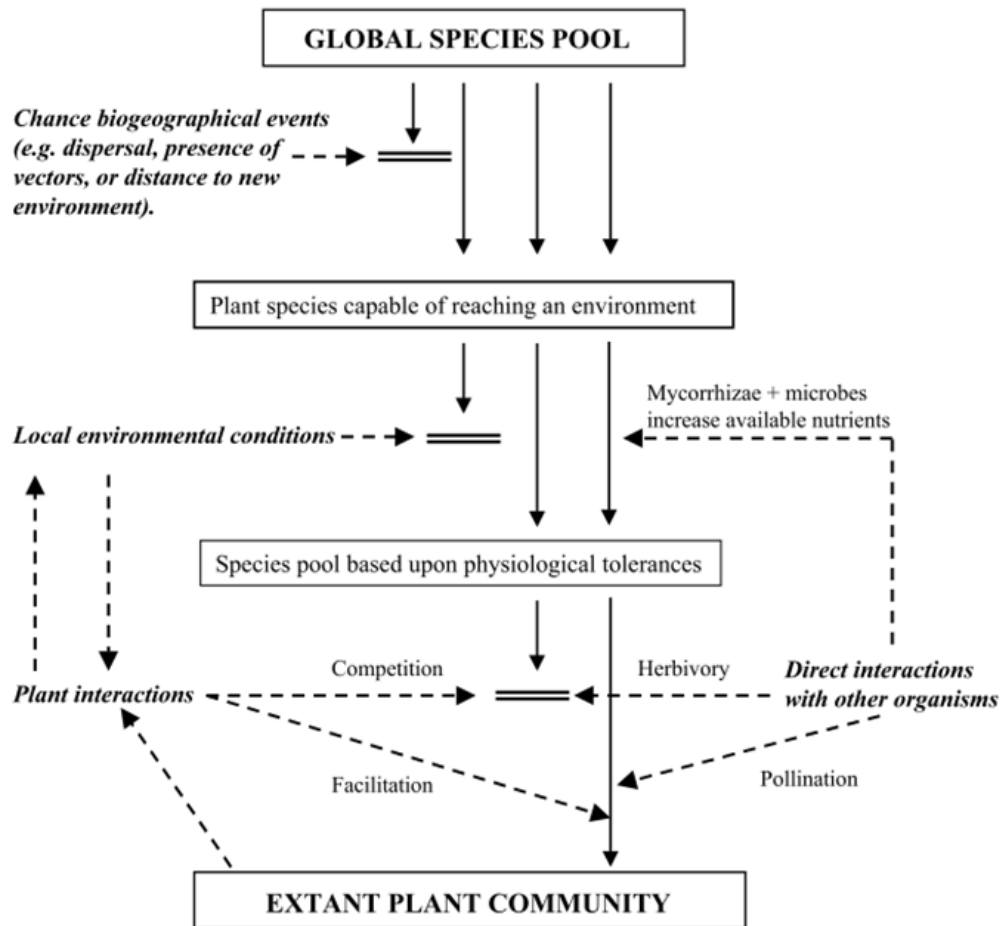 GLOBAL SPECIES POOL
Chance biogeographical events
(e.g. dispersal, presence of
vectors, or distance to new
environment).
Plant species capable of reaching an environment
Mycorrhizae + microbes
increase available nutrients
Local environmental conditions
Species pool based upon physiological tolerances
Competition
Herbivory
Plant interactions
Direct interactions
with other organisms
Facilitation
Pollination
EXTANT PLANT COMMUNITY